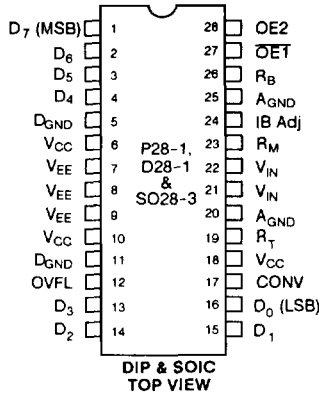 D7 (MSB) 1 28 OE2
D6 2 27 OE1
D5 3 26 RB
D4 4 25 AGND
DGND 5 24 IB Adj
VCC 6 23 RM
VEE 7 22 VIN
VEE 8 21 VIN
VEE 9 20 AGND
VCC 10 19 RT
DGND 11 18 VCC
OVFL 12 17 CONV
D3 13 16 D0 (LSB)
D2 14 15 D1
P28-1,
D28-1
&
SO28-3
DIP & SOIC
TOP VIEW